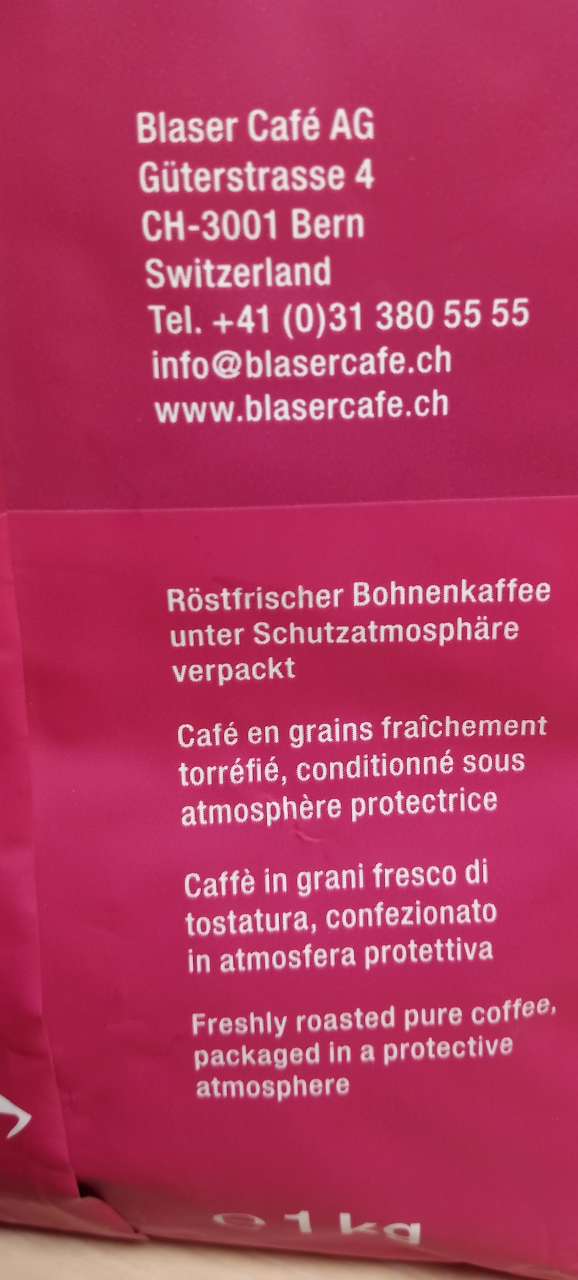 Blaser Café AG
Güterstrasse 4
CH-3001 Bern
Switzerland
Tel. +41 (0)31 380 55 55
info@blasercafe.ch
www.blasercafe.ch
Röstfrischer Bohnenkaffee
unter Schutzatmosphäre
verpackt
Café en grains fraîchement
torréfié, conditionné sous
atmosphère protectrice
Caffè in grani fresco di
tostatura, confezionato
in atmosfera protettiva
Freshly roasted pure coffee,
packaged in a protective
atmosphere
℮ 1 kg